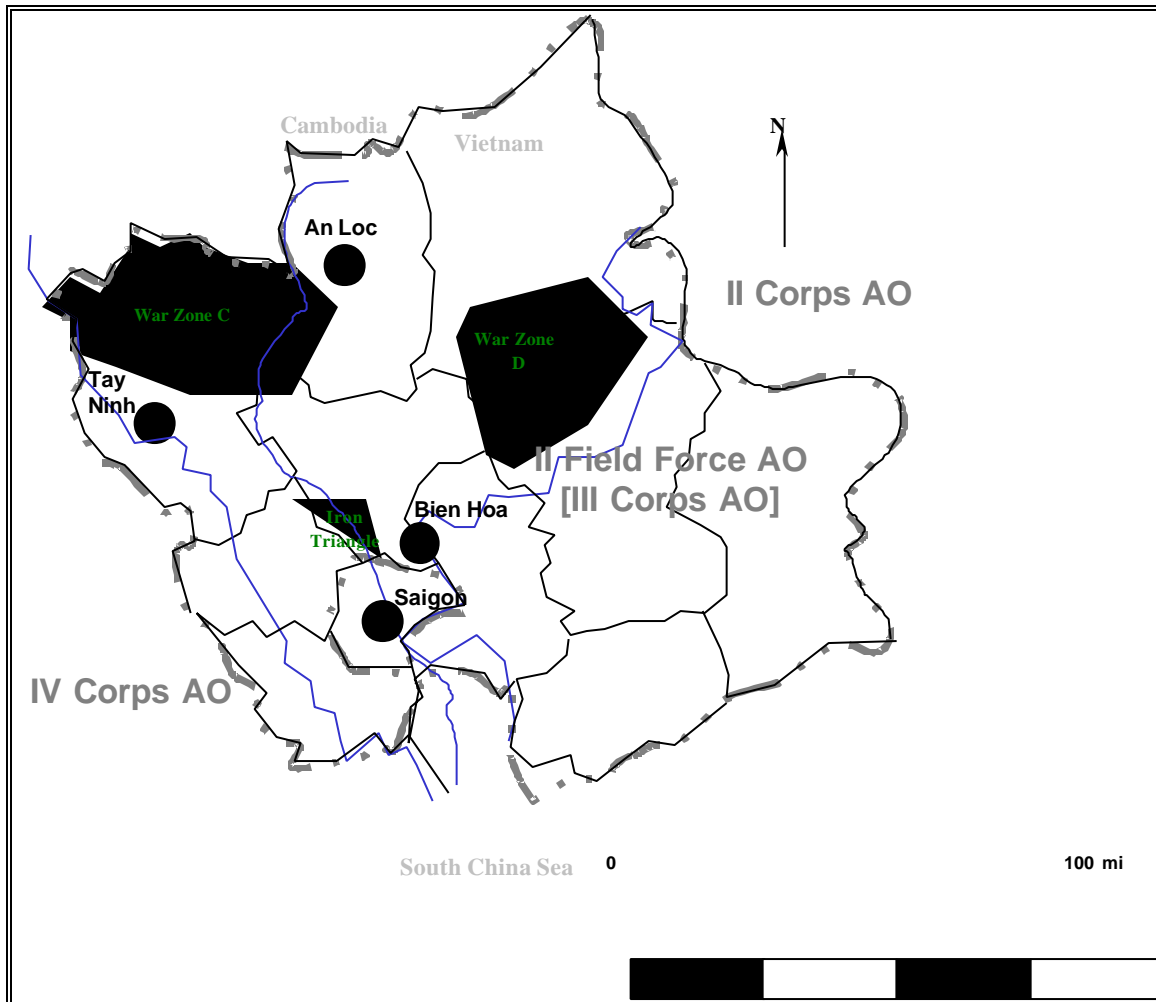 Cambodia
Vietnam
N
An Loc
II Corps AO
War Zone C
War Zone
D
Tay
Ninh
II Field Force AO
[III Corps AO]
Bien Hoa
Iron
Triangle
Saigon
IV Corps AO
South China Sea
0
100 mi